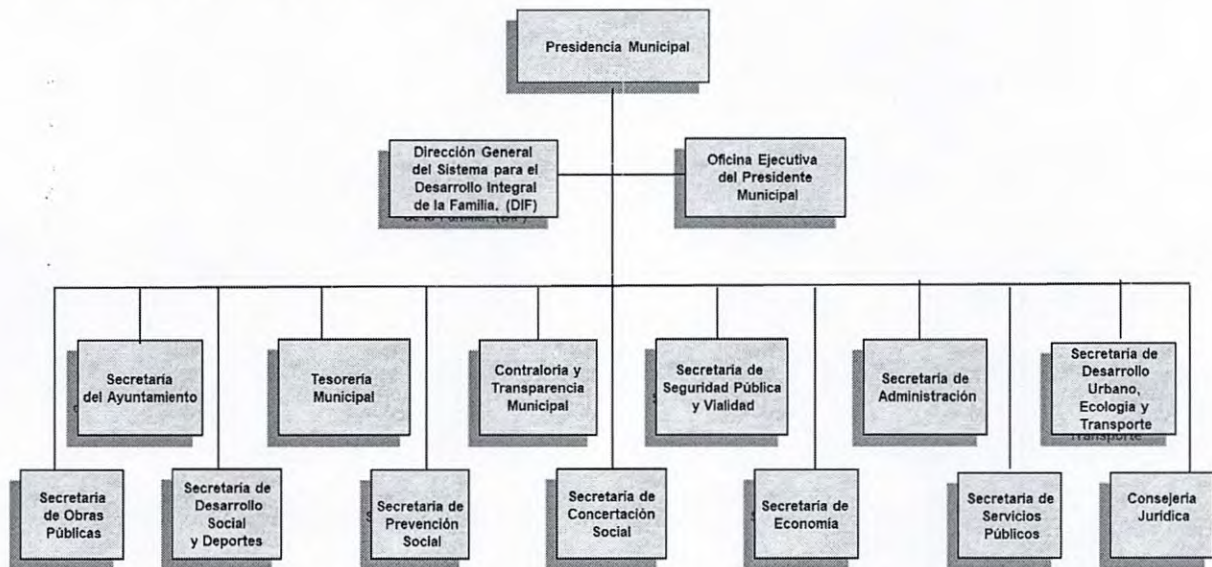 Presidencia Municipal
Dirección General
del Sistema para el
Desarrollo Integral
de la Familia. (DIF)
Oficina Ejecutiva
del Presidente
Municipal
Secretaría
del Ayuntamiento
Tesorería
Municipal
Contraloría y
Transparencia
Municipal
Secretaría de
Seguridad Pública
y Vialidad
Secretaría de
Administración
Secretaría de
Desarrollo
Urbano,
Ecología y
Transporte
Secretaría
de Obras
Públicas
Secretaría de
Desarrollo
Social
y Deportes
Secretaría de
Prevención
Social
Secretaría de
Concertación
Social
Secretaría de
Economía
Secretaría de
Servicios
Públicos
Consejería
Jurídica